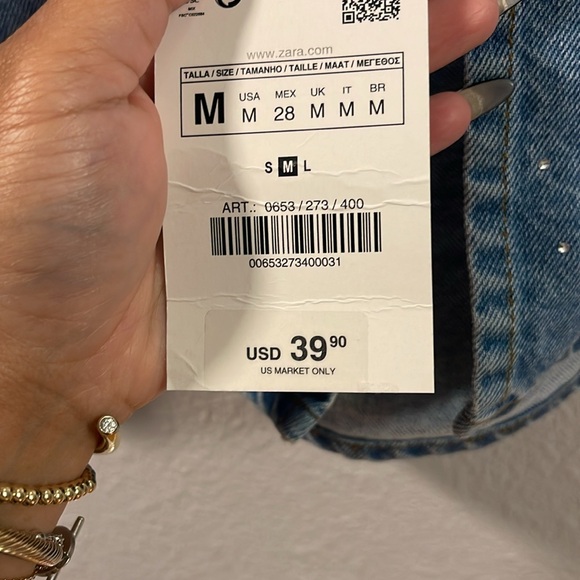 www.zara.com
TALLA / SIZE / TAMANHO / TAILLE / MAAT / ΜΕΓΕΘΟΣ
M USA MEX UK IT BR
M 28 M M M
S M L
ART.: 0653 / 273 / 400
00653273400031
USD 39 90
US MARKET ONLY